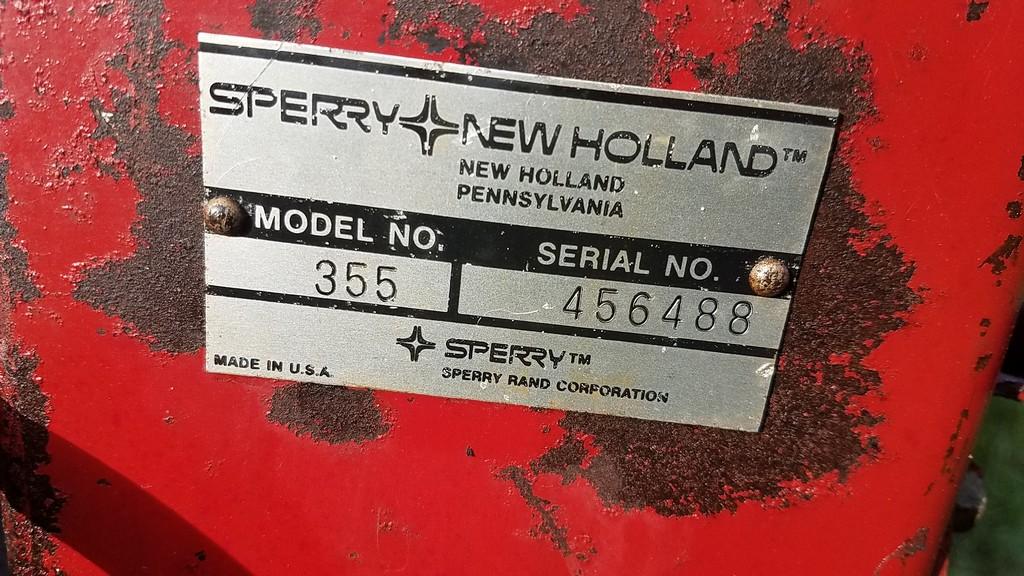 SPERRY NEW HOLLAND™
NEW HOLLAND
PENNSYLVANIA
MODEL NO. SERIAL NO.
355 456488
SPERRY™
MADE IN U.S.A. SPERRY RAND CORPORATION